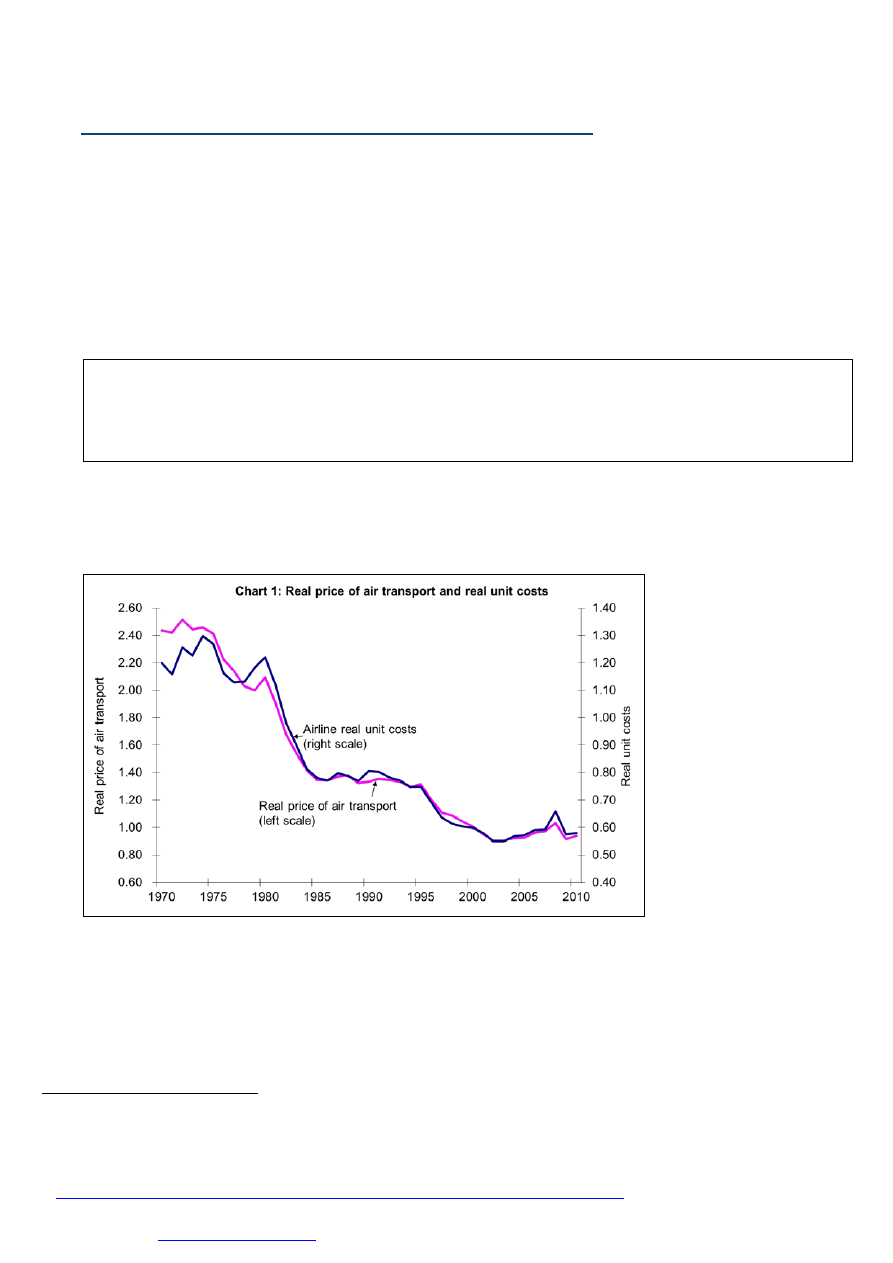 Chart 1: Real price of air transport and real unit costs
2.60
2.40
2.20
2.00
1.80
1.60
1.40
1.20
1.00
0.80
0.60
Real price of air transport
1.40
1.30
1.20
1.10
1.00
0.90
0.80
0.70
0.60
0.50
0.40
Real unit costs
Airline real unit costs
(right scale)
Real price of air transport
(left scale)
1970 1975 1980 1985 1990 1995 2000 2005 2010